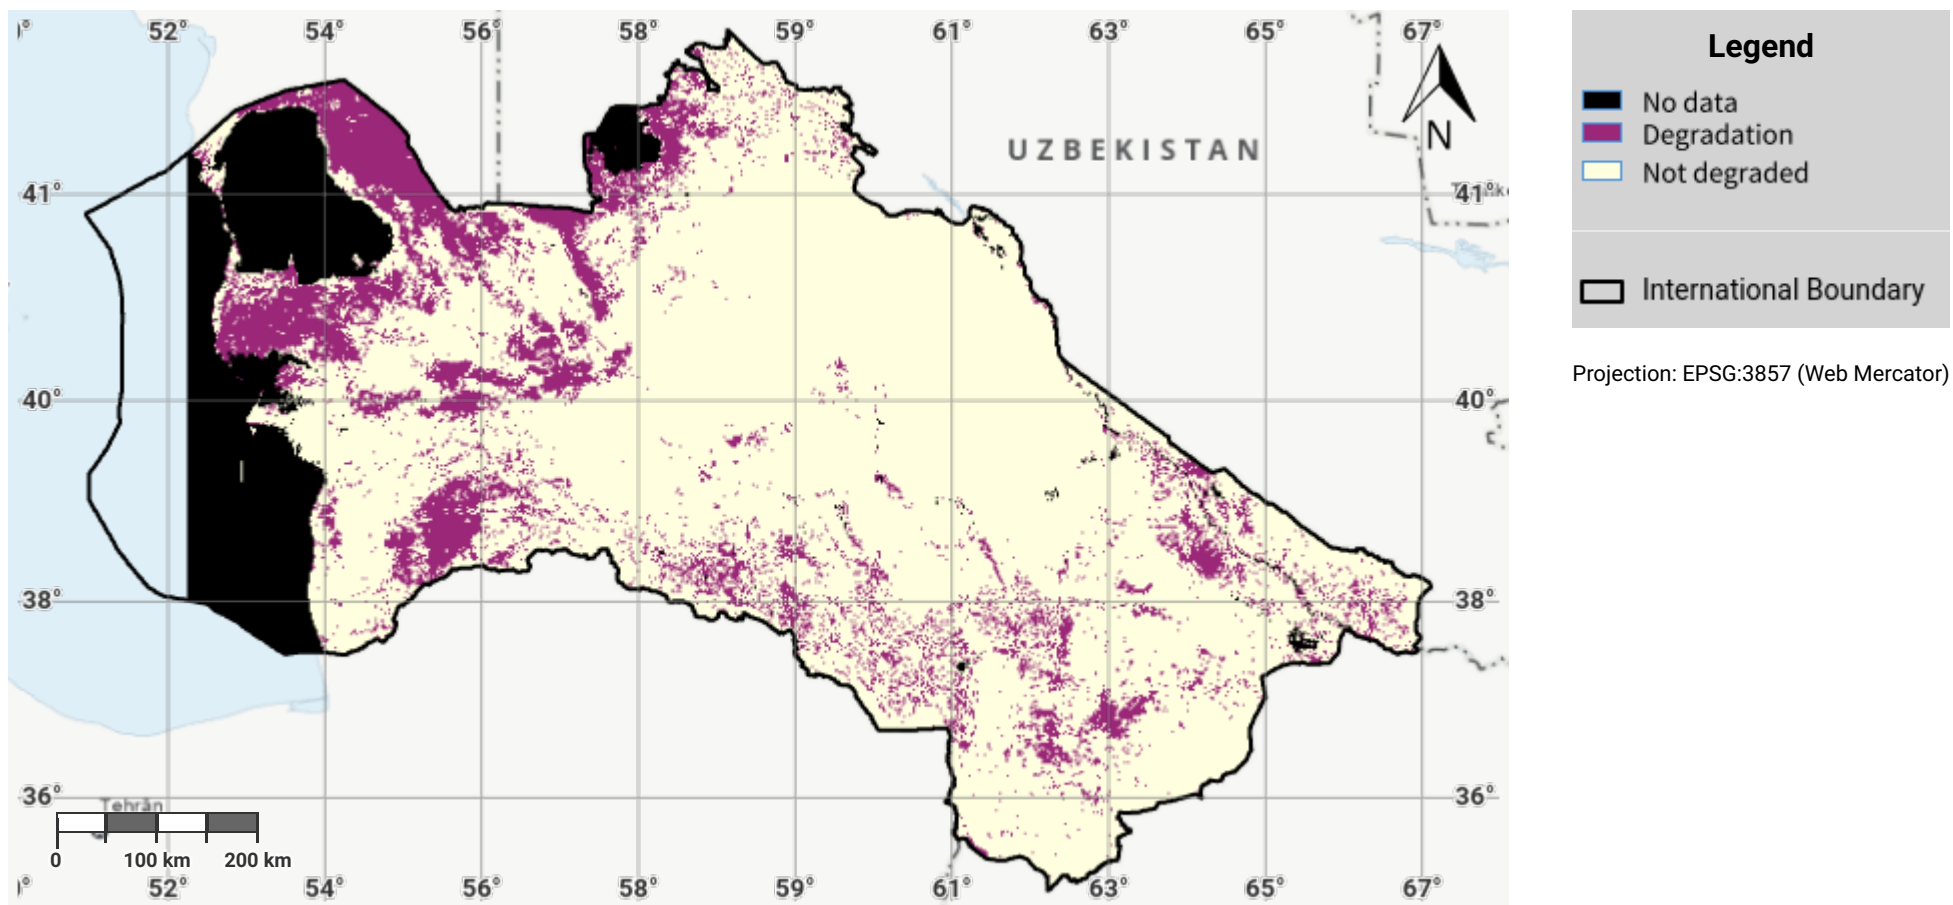 52° 54° 56° 58° 59° 61° 63° 65° 67°
Legend
No data
Degradation
Not degraded
International Boundary
Projection: EPSG:3857 (Web Mercator)
N
UZBEKISTAN
41° 41°
40° 40°
38° 38°
36° 36°
Tehrān
0 100 km 200 km
52° 54° 56° 58° 59° 61° 63° 65° 67°